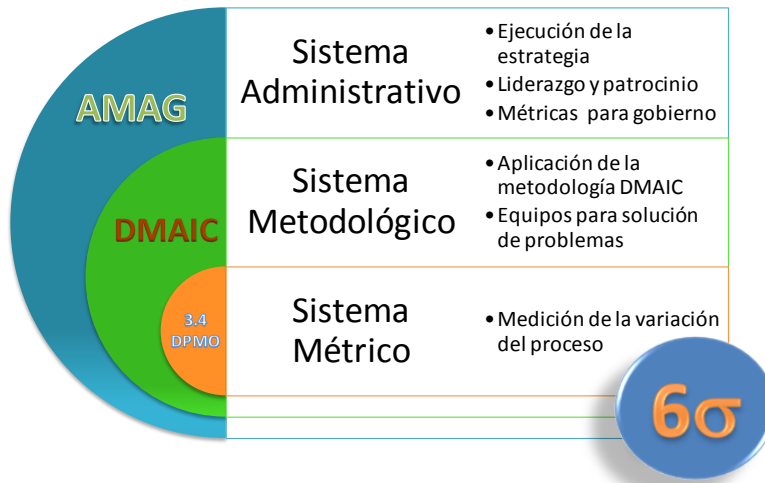 AMAG
Sistema
Administrativo
• Ejecución de la
estrategia
• Liderazgo y patrocinio
• Métricas para gobierno
DMAIC
Sistema
Metodológico
• Aplicación de la
metodología DMAIC
• Equipos para solución
de problemas
3.4
DPMO
Sistema
Métrico
• Medición de la variación
del proceso
6σ